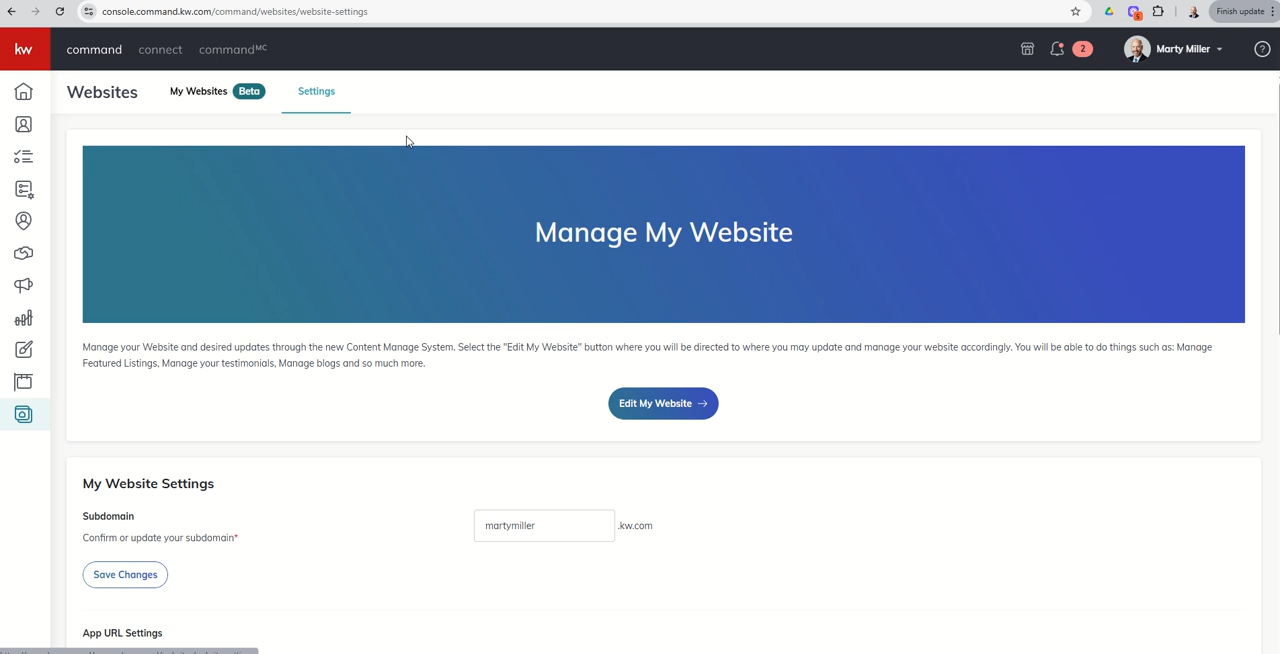 console.command.kw.com/command/websites/website-settings
5
Finish update
kw
command
connect
commandMC
2
Marty Miller
?
Websites
My Websites
Beta
Settings
Manage My Website
Manage your Website and desired updates through the new Content Manage System. Select the "Edit My Website" button where you will be directed to where you may update and manage your website accordingly. You will be able to do things such as: Manage
Featured Listings, Manage your testimonials, Manage blogs and so much more.
Edit My Website →
My Website Settings
Subdomain
Confirm or update your subdomain*
martymiller
.kw.com
Save Changes
App URL Settings